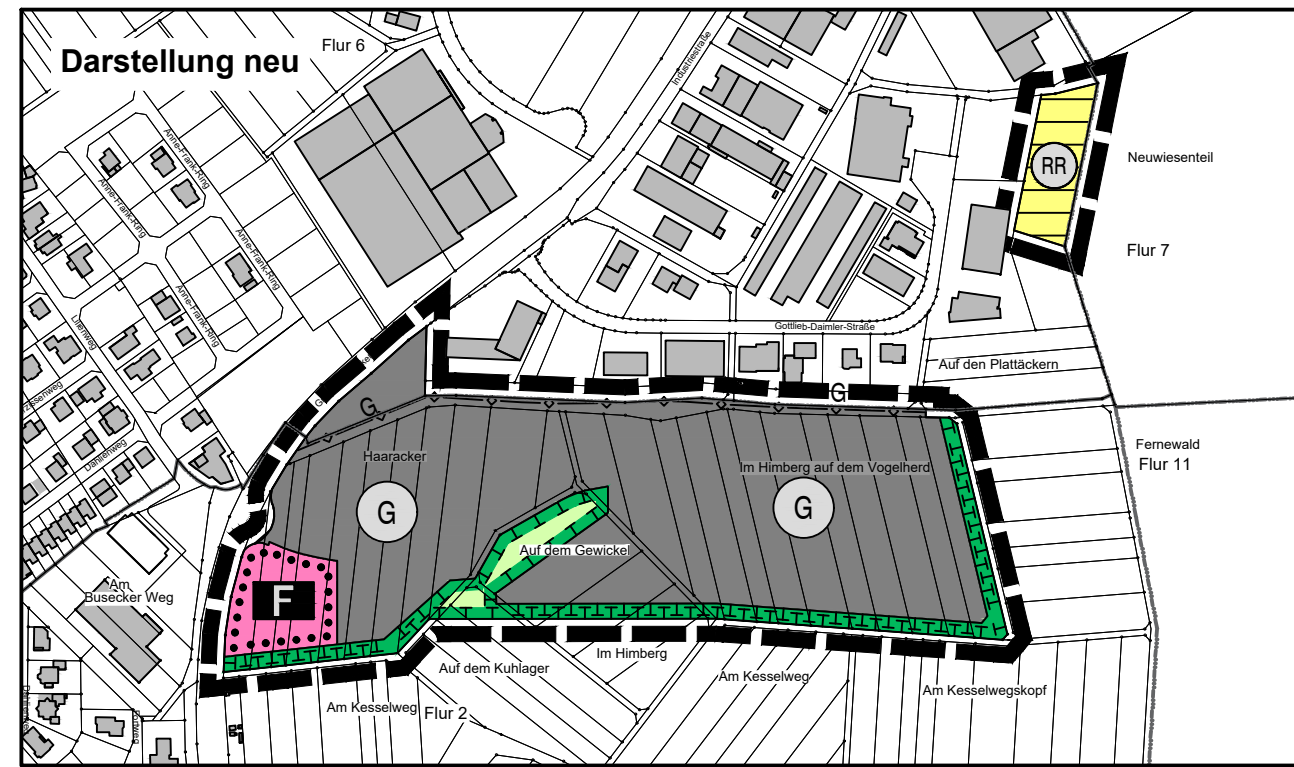 Darstellung neu
Flur 6
Industriestraße
RR
Neuwiesenteil
Flur 7
Anne-Frank-Ring
Anne-Frank-Ring
Anne-Frank-Ring
Anne-Frank-Ring
Lilienweg
Dahlienweg
Gottlieb-Daimler-Straße
Auf den Plattäckern
G
G
G
Haaracker
Im Himberg auf dem Vogelherd
Fernewald
Flur 11
G
G
Auf dem Gewickel
F
Am
Busecker Weg
Im Himberg
Auf dem Kuhlager
Am Kesselweg
Am Kesselwegskopf
Am Kesselweg
Flur 2